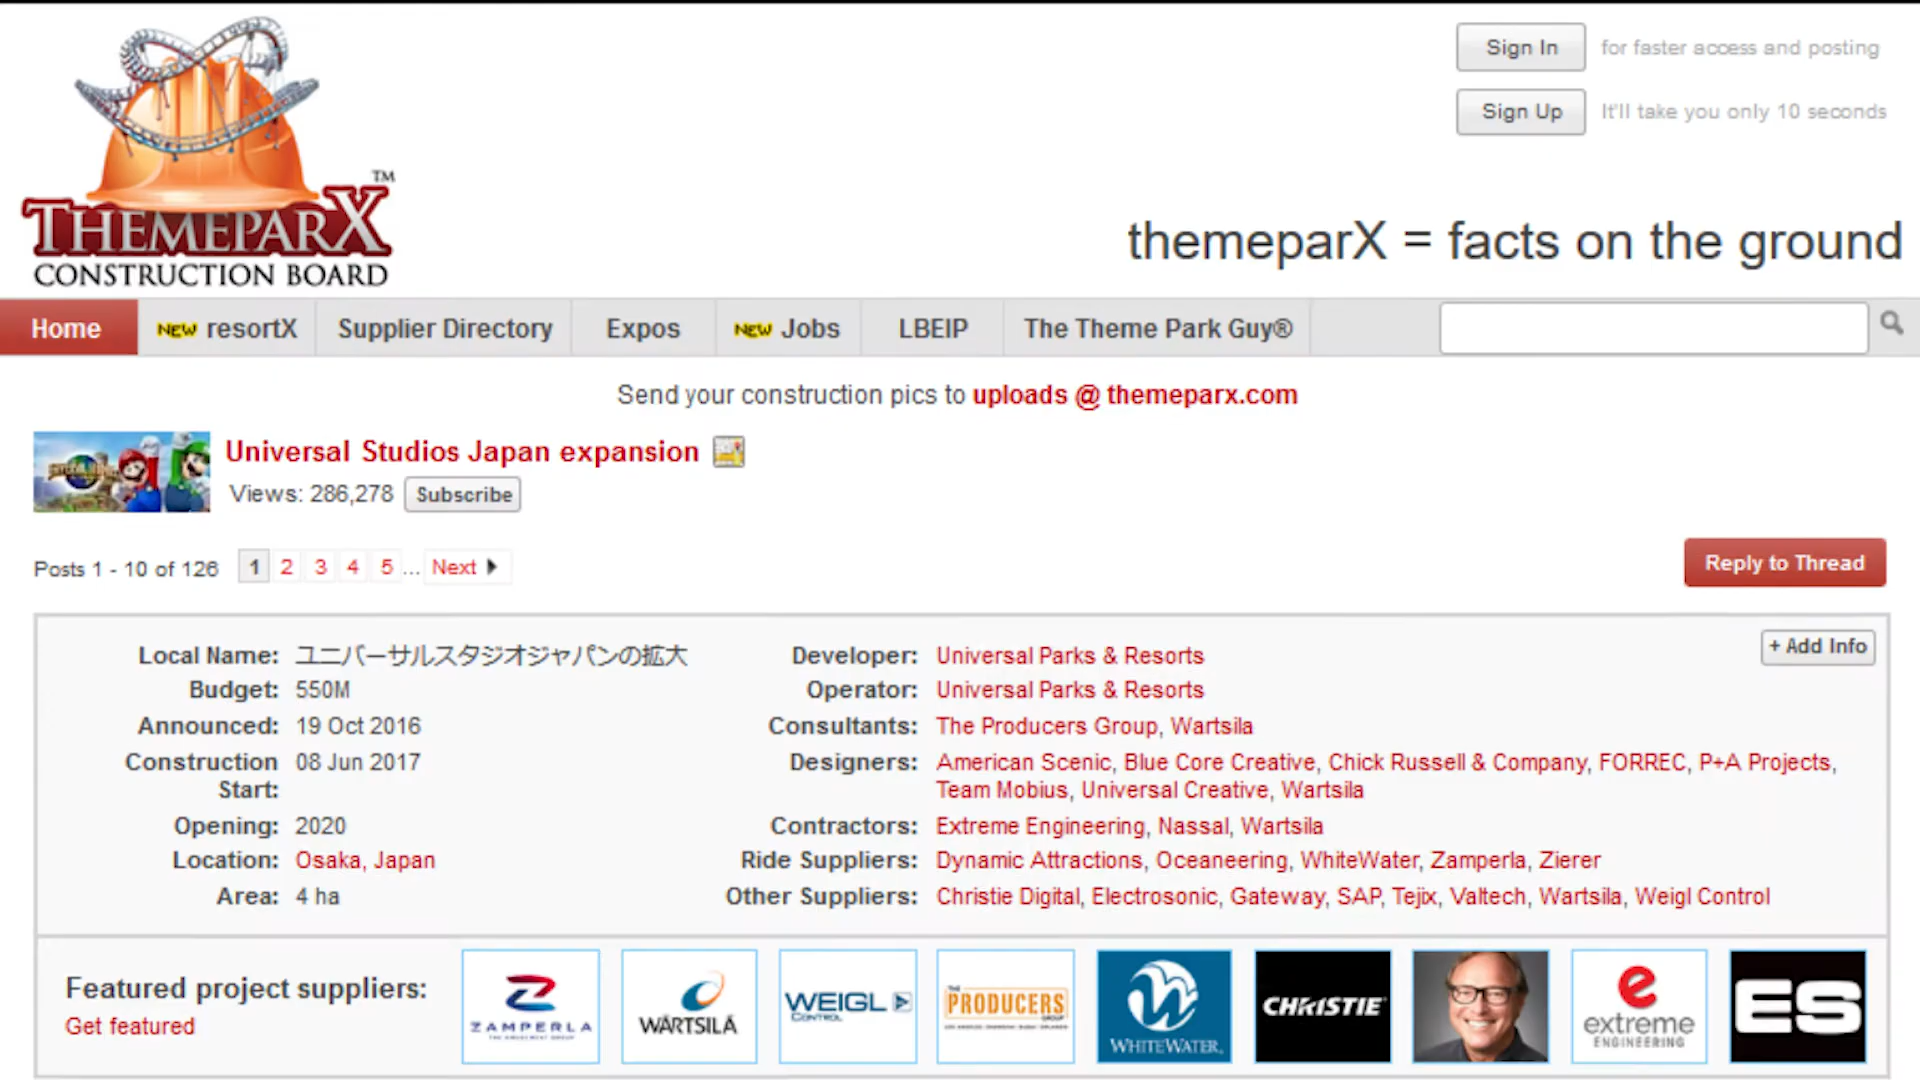 Sign In for faster access and posting
Sign Up It'll take you only 10 seconds
THEMEPARX™
CONSTRUCTION BOARD
themeparX = facts on the ground
Home NEW resortX Supplier Directory Expos NEW Jobs LBEIP The Theme Park Guy®
Send your construction pics to uploads @ themeparx.com
Universal Studios Japan expansion
Views: 286,278 Subscribe
Posts 1 - 10 of 126 1 2 3 4 5 ... Next
Reply to Thread
+ Add Info
Local Name: ユニバーサルスタジオジャパンの拡大
Budget: 550M
Announced: 19 Oct 2016
Construction Start: 08 Jun 2017
Opening: 2020
Location: Osaka, Japan
Area: 4 ha
Developer: Universal Parks & Resorts
Operator: Universal Parks & Resorts
Consultants: The Producers Group, Wartsila
Designers: American Scenic, Blue Core Creative, Chick Russell & Company, FORREC, P+A Projects,
Team Mobius, Universal Creative, Wartsila
Contractors: Extreme Engineering, Nassal, Wartsila
Ride Suppliers: Dynamic Attractions, Oceaneering, WhiteWater, Zamperla, Zierer
Other Suppliers: Christie Digital, Electrosonic, Gateway, SAP, Tejix, Valtech, Wartsila, Weigl Control
Featured project suppliers:
Get featured
ZAMPERLA
WÄRTSILÄ
WEIGL CONTROL
THE PRODUCERS GROUP
WHITEWATER
CHRISTIE
extreme ENGINEERING
ES